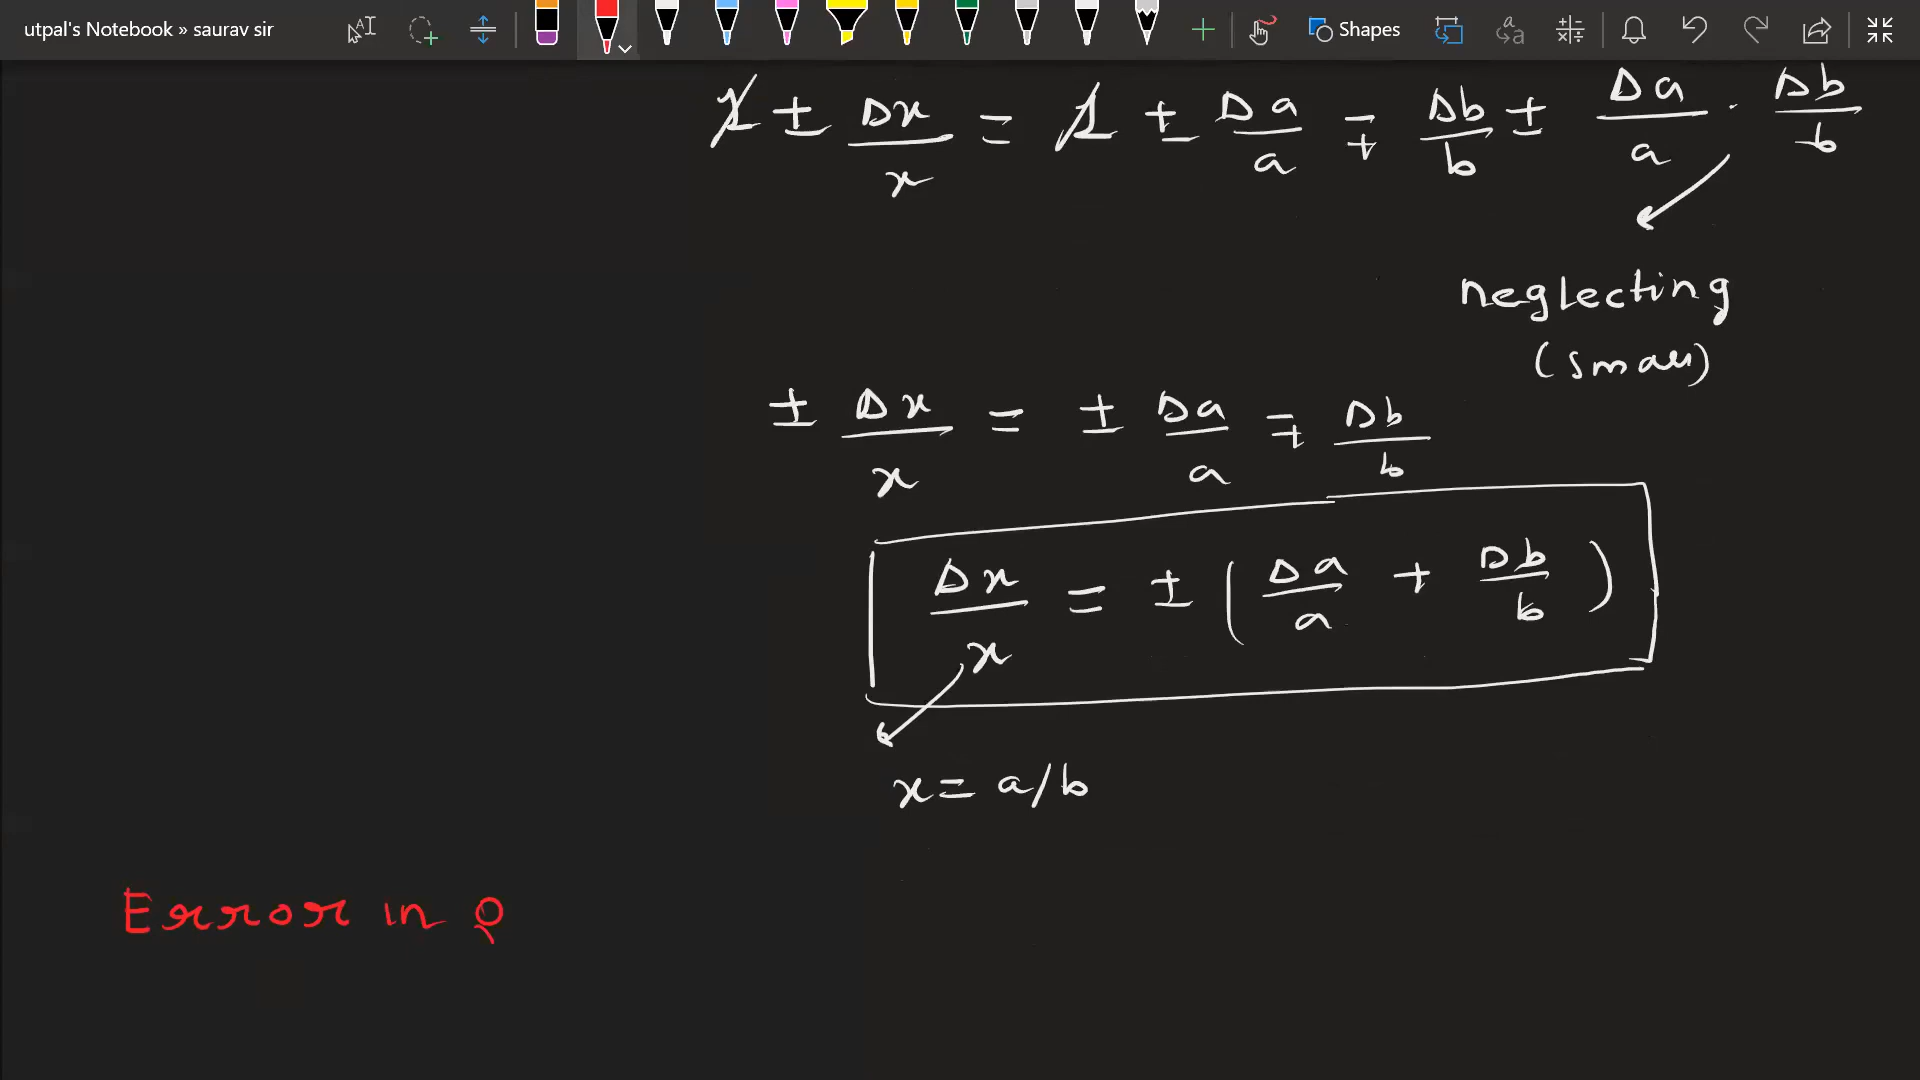 utpal's Notebook » saurav sir
Shapes
1 ± Δx/x = 1 ± Δa/a ∓ Δb/b ± Δa/a · Δb/b
neglecting
(small)
± Δx/x = ± Δa/a ∓ Δb/b
Δx/x = ± (Δa/a + Δb/b)
x = a/b
Error in